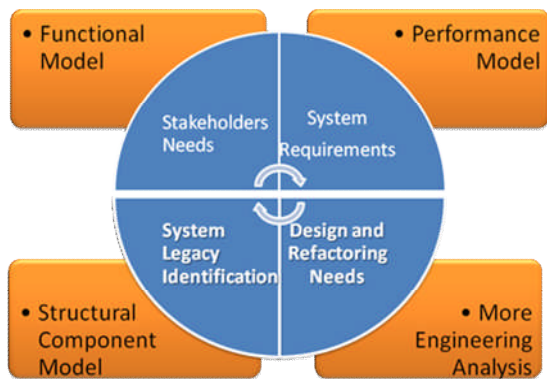 • Functional
Model
• Performance
Model
Stakeholders
Needs
System
Requirements
System
Legacy
Identification
Design and
Refactoring
Needs
• Structural
Component
Model
• More
Engineering
Analysis